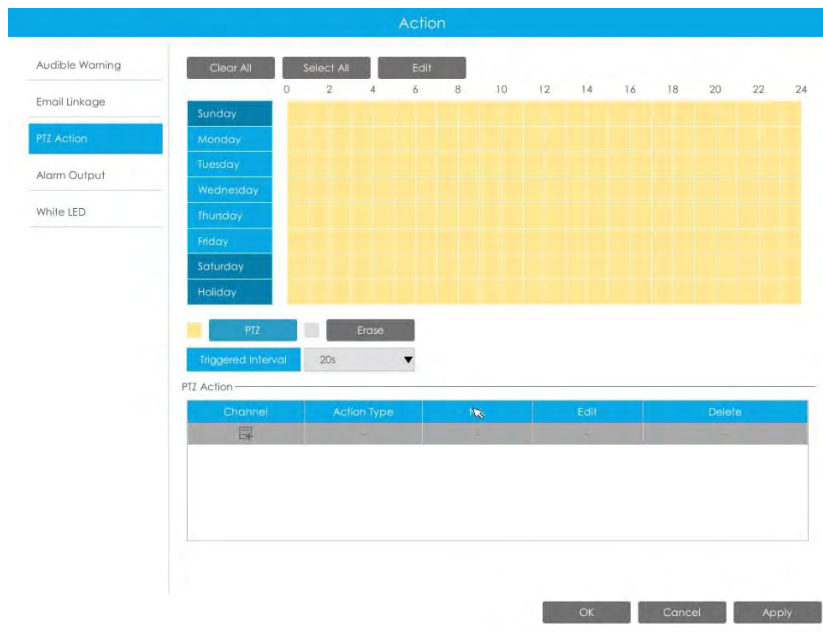 Action
Audible Warning
Email Linkage
PTZ Action
Alarm Output
White LED
Clear All Select All Edit
0 2 4 6 8 10 12 14 16 18 20 22 24
Sunday
Monday
Tuesday
Wednesday
Thursday
Friday
Saturday
Holiday
PTZ Erase
Triggered Interval 20s
PTZ Action
Channel Action Type Edit Delete
- - - -
OK Cancel Apply